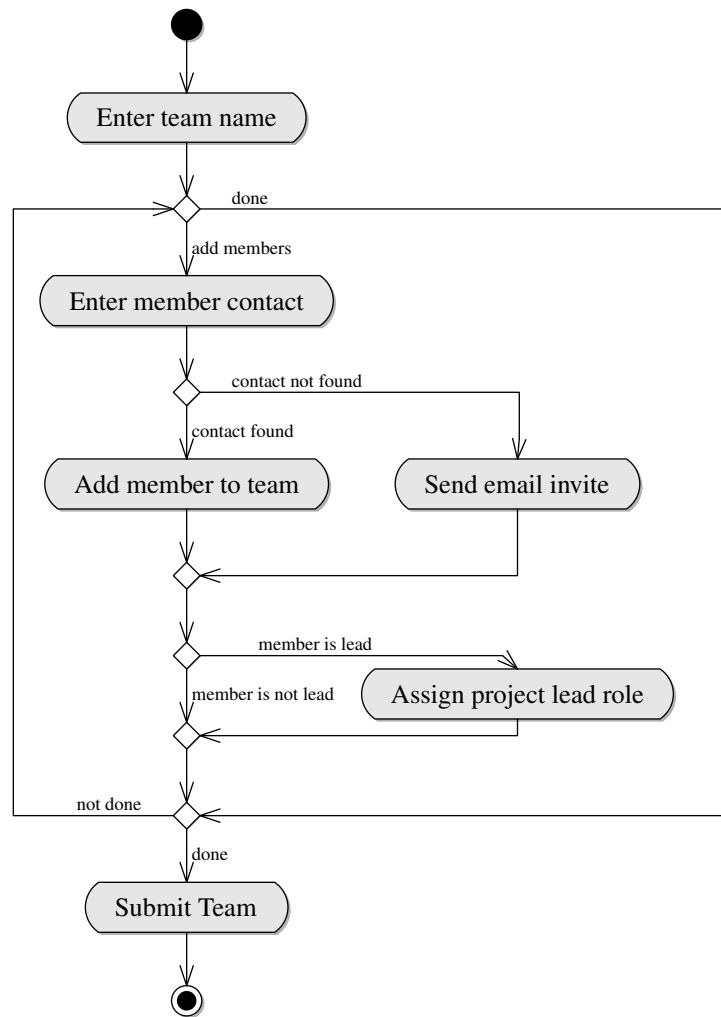 Enter team name
done
add members
Enter member contact
contact not found
contact found
Add member to team
Send email invite
member is lead
Assign project lead role
member is not lead
not done
done
Submit Team